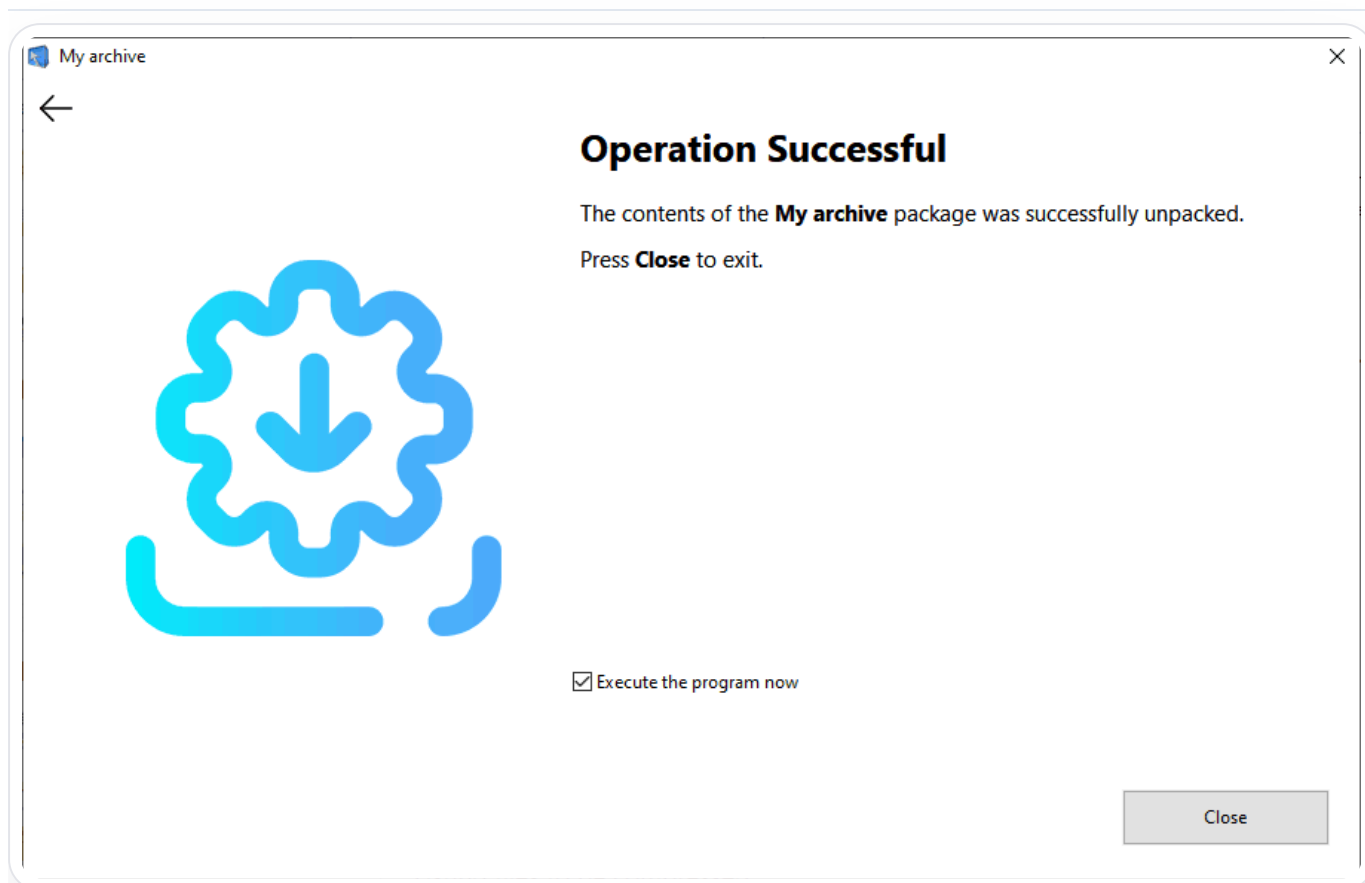 My archive
Operation Successful
The contents of the My archive package was successfully unpacked.
Press Close to exit.
Execute the program now
Close